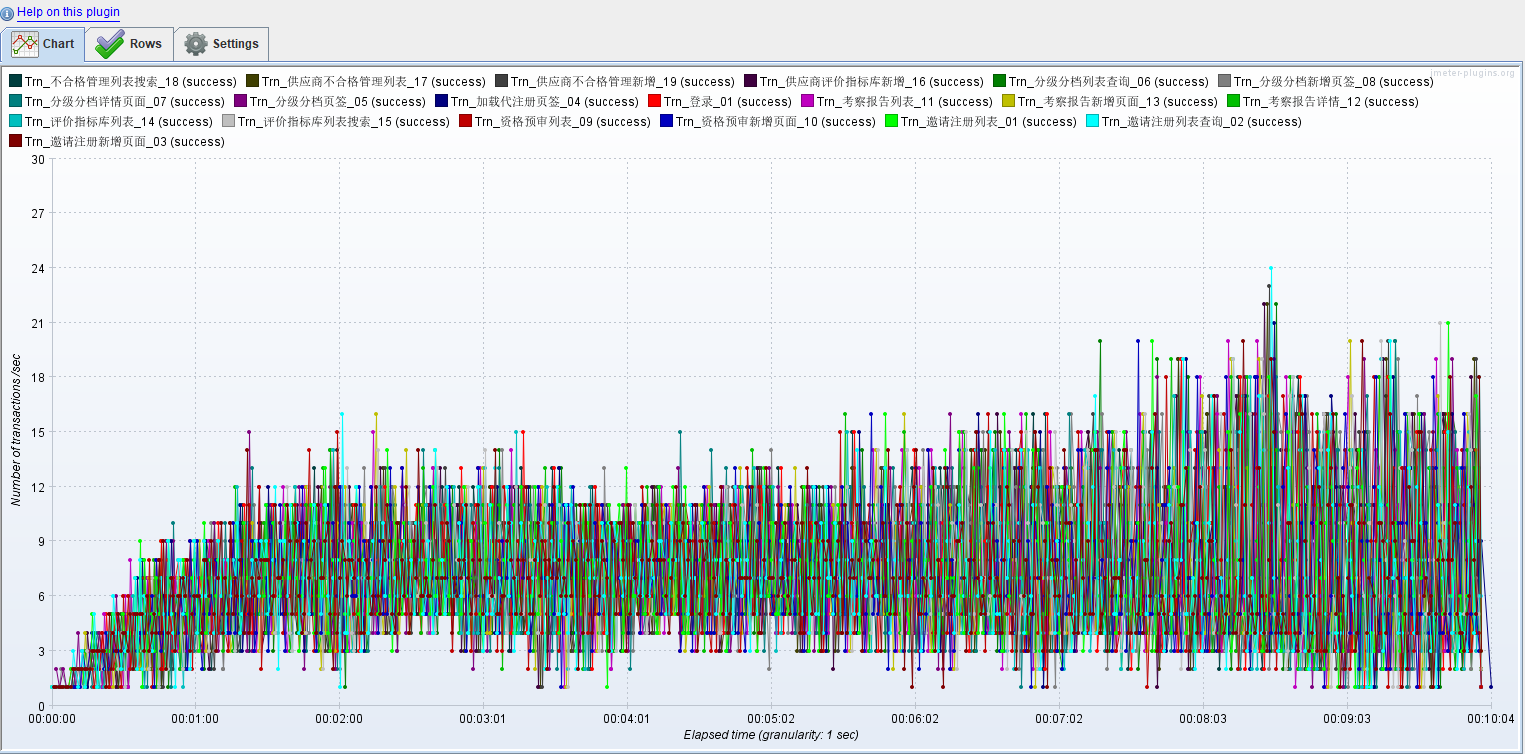 Help on this plugin
Chart Rows Settings
jmeter-plugins.org
Trn_不合格管理列表搜索_18 (success) Trn_供应商不合格管理列表_17 (success) Trn_供应商不合格管理新增_19 (success) Trn_供应商评价指标库新增_16 (success) Trn_分级分档列表查询_06 (success) Trn_分级分档新增页签_08 (success)
Trn_分级分档详情页面_07 (success) Trn_分级分档页签_05 (success) Trn_加载代注册页签_04 (success) Trn_登录_01 (success) Trn_考察报告列表_11 (success) Trn_考察报告新增页面_13 (success) Trn_考察报告详情_12 (success)
Trn_评价指标库列表_14 (success) Trn_评价指标库列表搜索_15 (success) Trn_资格预审列表_09 (success) Trn_资格预审新增页面_10 (success) Trn_邀请注册列表_01 (success) Trn_邀请注册列表查询_02 (success)
Trn_邀请注册新增页面_03 (success)
30
27
24
21
18
15
12
9
6
3
0
Number of transactions /sec
00:00:00 00:01:00 00:02:00 00:03:01 00:04:01 00:05:02 00:06:02 00:07:02 00:08:03 00:09:03 00:10:04
Elapsed time (granularity: 1 sec)